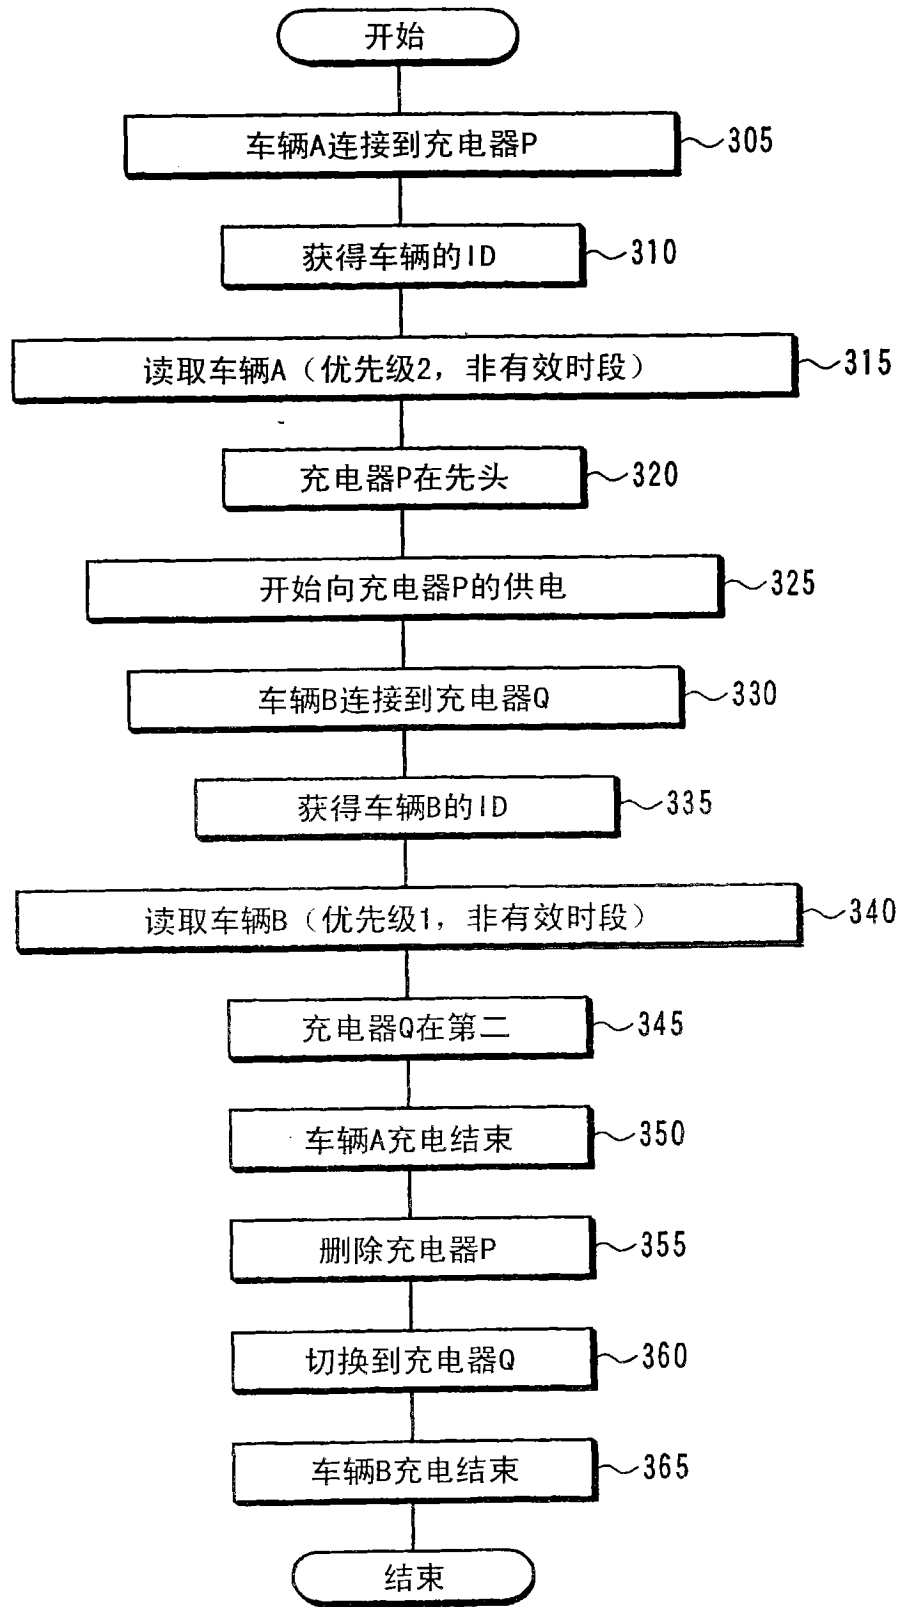 开始
车辆A连接到充电器P 305
获得车辆的ID 310
读取车辆A（优先级2，非有效时段） 315
充电器P在先头 320
开始向充电器P的供电 325
车辆B连接到充电器Q 330
获得车辆B的ID 335
读取车辆B（优先级1，非有效时段） 340
充电器Q在第二 345
车辆A充电结束 350
删除充电器P 355
切换到充电器Q 360
车辆B充电结束 365
结束